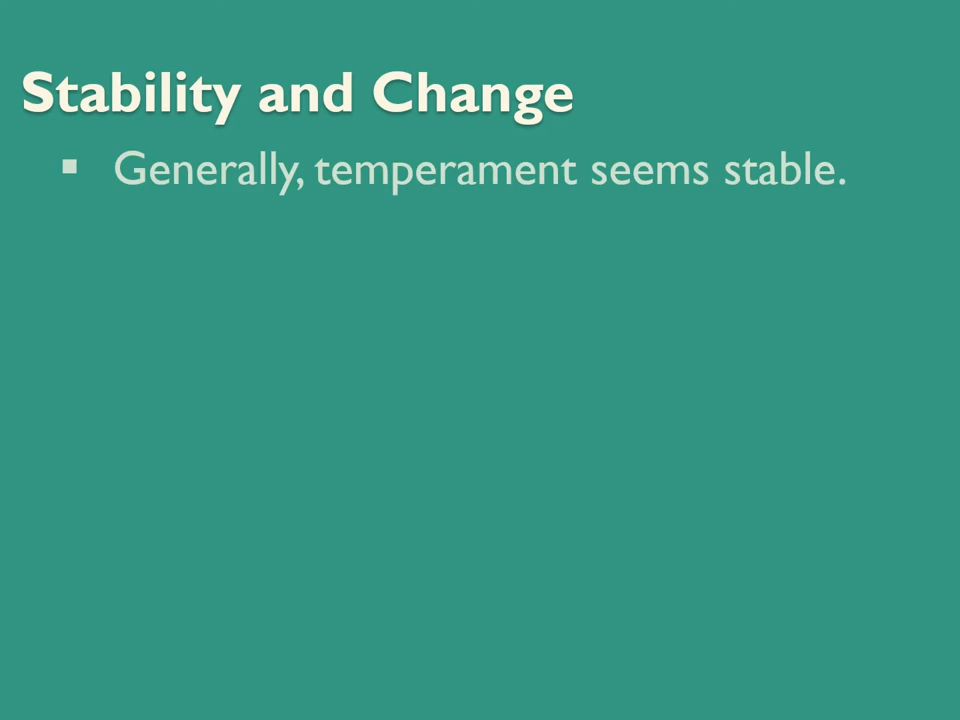 Stability and Change
▪ Generally, temperament seems stable.